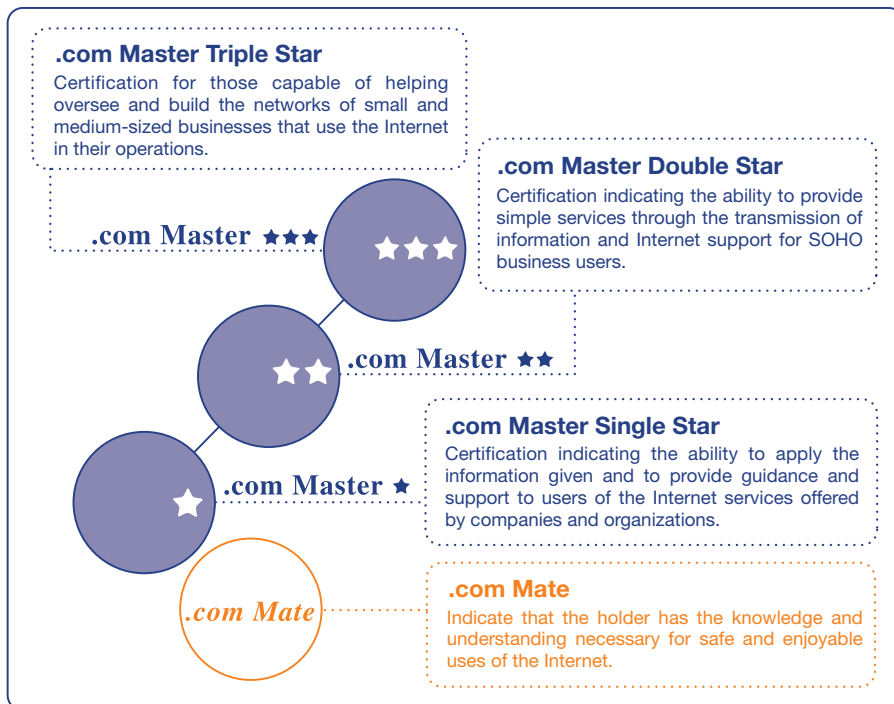 .com Master Triple Star
Certification for those capable of helping
oversee and build the networks of small and
medium-sized businesses that use the Internet
in their operations.
.com Master Double Star
Certification indicating the ability to provide
simple services through the transmission of
information and Internet support for SOHO
business users.
.com Master ★★★
.com Master ★★
.com Master Single Star
Certification indicating the ability to apply the
information given and to provide guidance and
support to users of the Internet services offered
by companies and organizations.
.com Master ★
.com Mate
.com Mate
Indicate that the holder has the knowledge and
understanding necessary for safe and enjoyable
uses of the Internet.